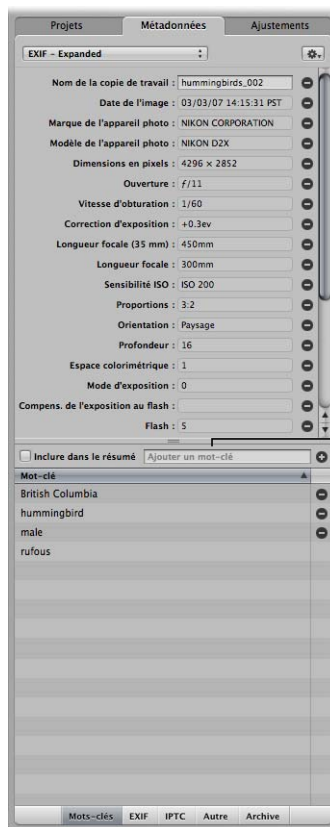 Projets Métadonnées Ajustements
EXIF – Expanded
Nom de la copie de travail : hummingbirds_002
Date de l'image : 03/03/07 14:15:31 PST
Marque de l'appareil photo : NIKON CORPORATION
Modèle de l'appareil photo : NIKON D2X
Dimensions en pixels : 4296 × 2852
Ouverture : ƒ/11
Vitesse d'obturation : 1/60
Correction d'exposition : +0.3ev
Longueur focale (35 mm) : 450mm
Longueur focale : 300mm
Sensibilité ISO : ISO 200
Proportions : 3:2
Orientation : Paysage
Profondeur : 16
Espace colorimétrique : 1
Mode d'exposition : 0
Compens. de l'exposition au flash :
Flash : 5
Inclure dans le résumé Ajouter un mot-clé
Mot-clé
British Columbia
hummingbird
male
rufous
Mots-clés EXIF IPTC Autre Archive